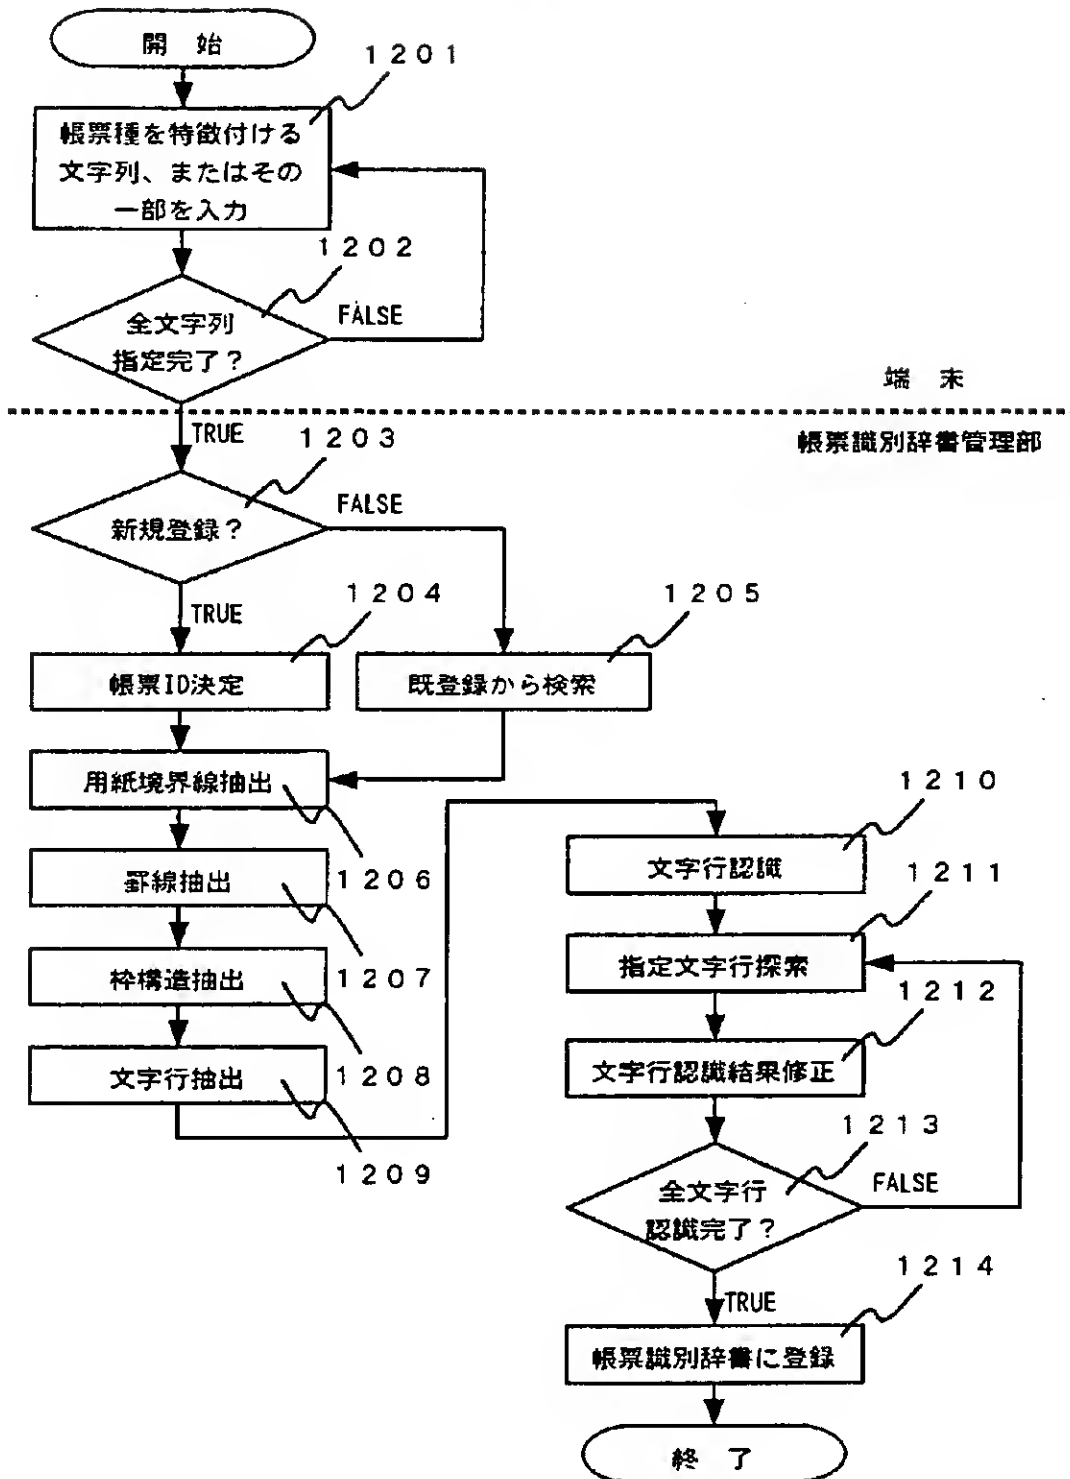 開 始
1201
帳票種を特徴付ける
文字列、またはその
一部を入力
1202
全文字列
指定完了？
FALSE
端 末
TRUE
1203
帳票識別辞書管理部
新規登録？
FALSE
TRUE
1204
1205
帳票ID決定
既登録から検索
用紙境界線抽出
1206
罫線抽出
1207
枠構造抽出
1208
文字行抽出
1209
1210
文字行認識
1211
指定文字行探索
1212
文字行認識結果修正
1213
全文字行
認識完了？
FALSE
TRUE
1214
帳票識別辞書に登録
終 了